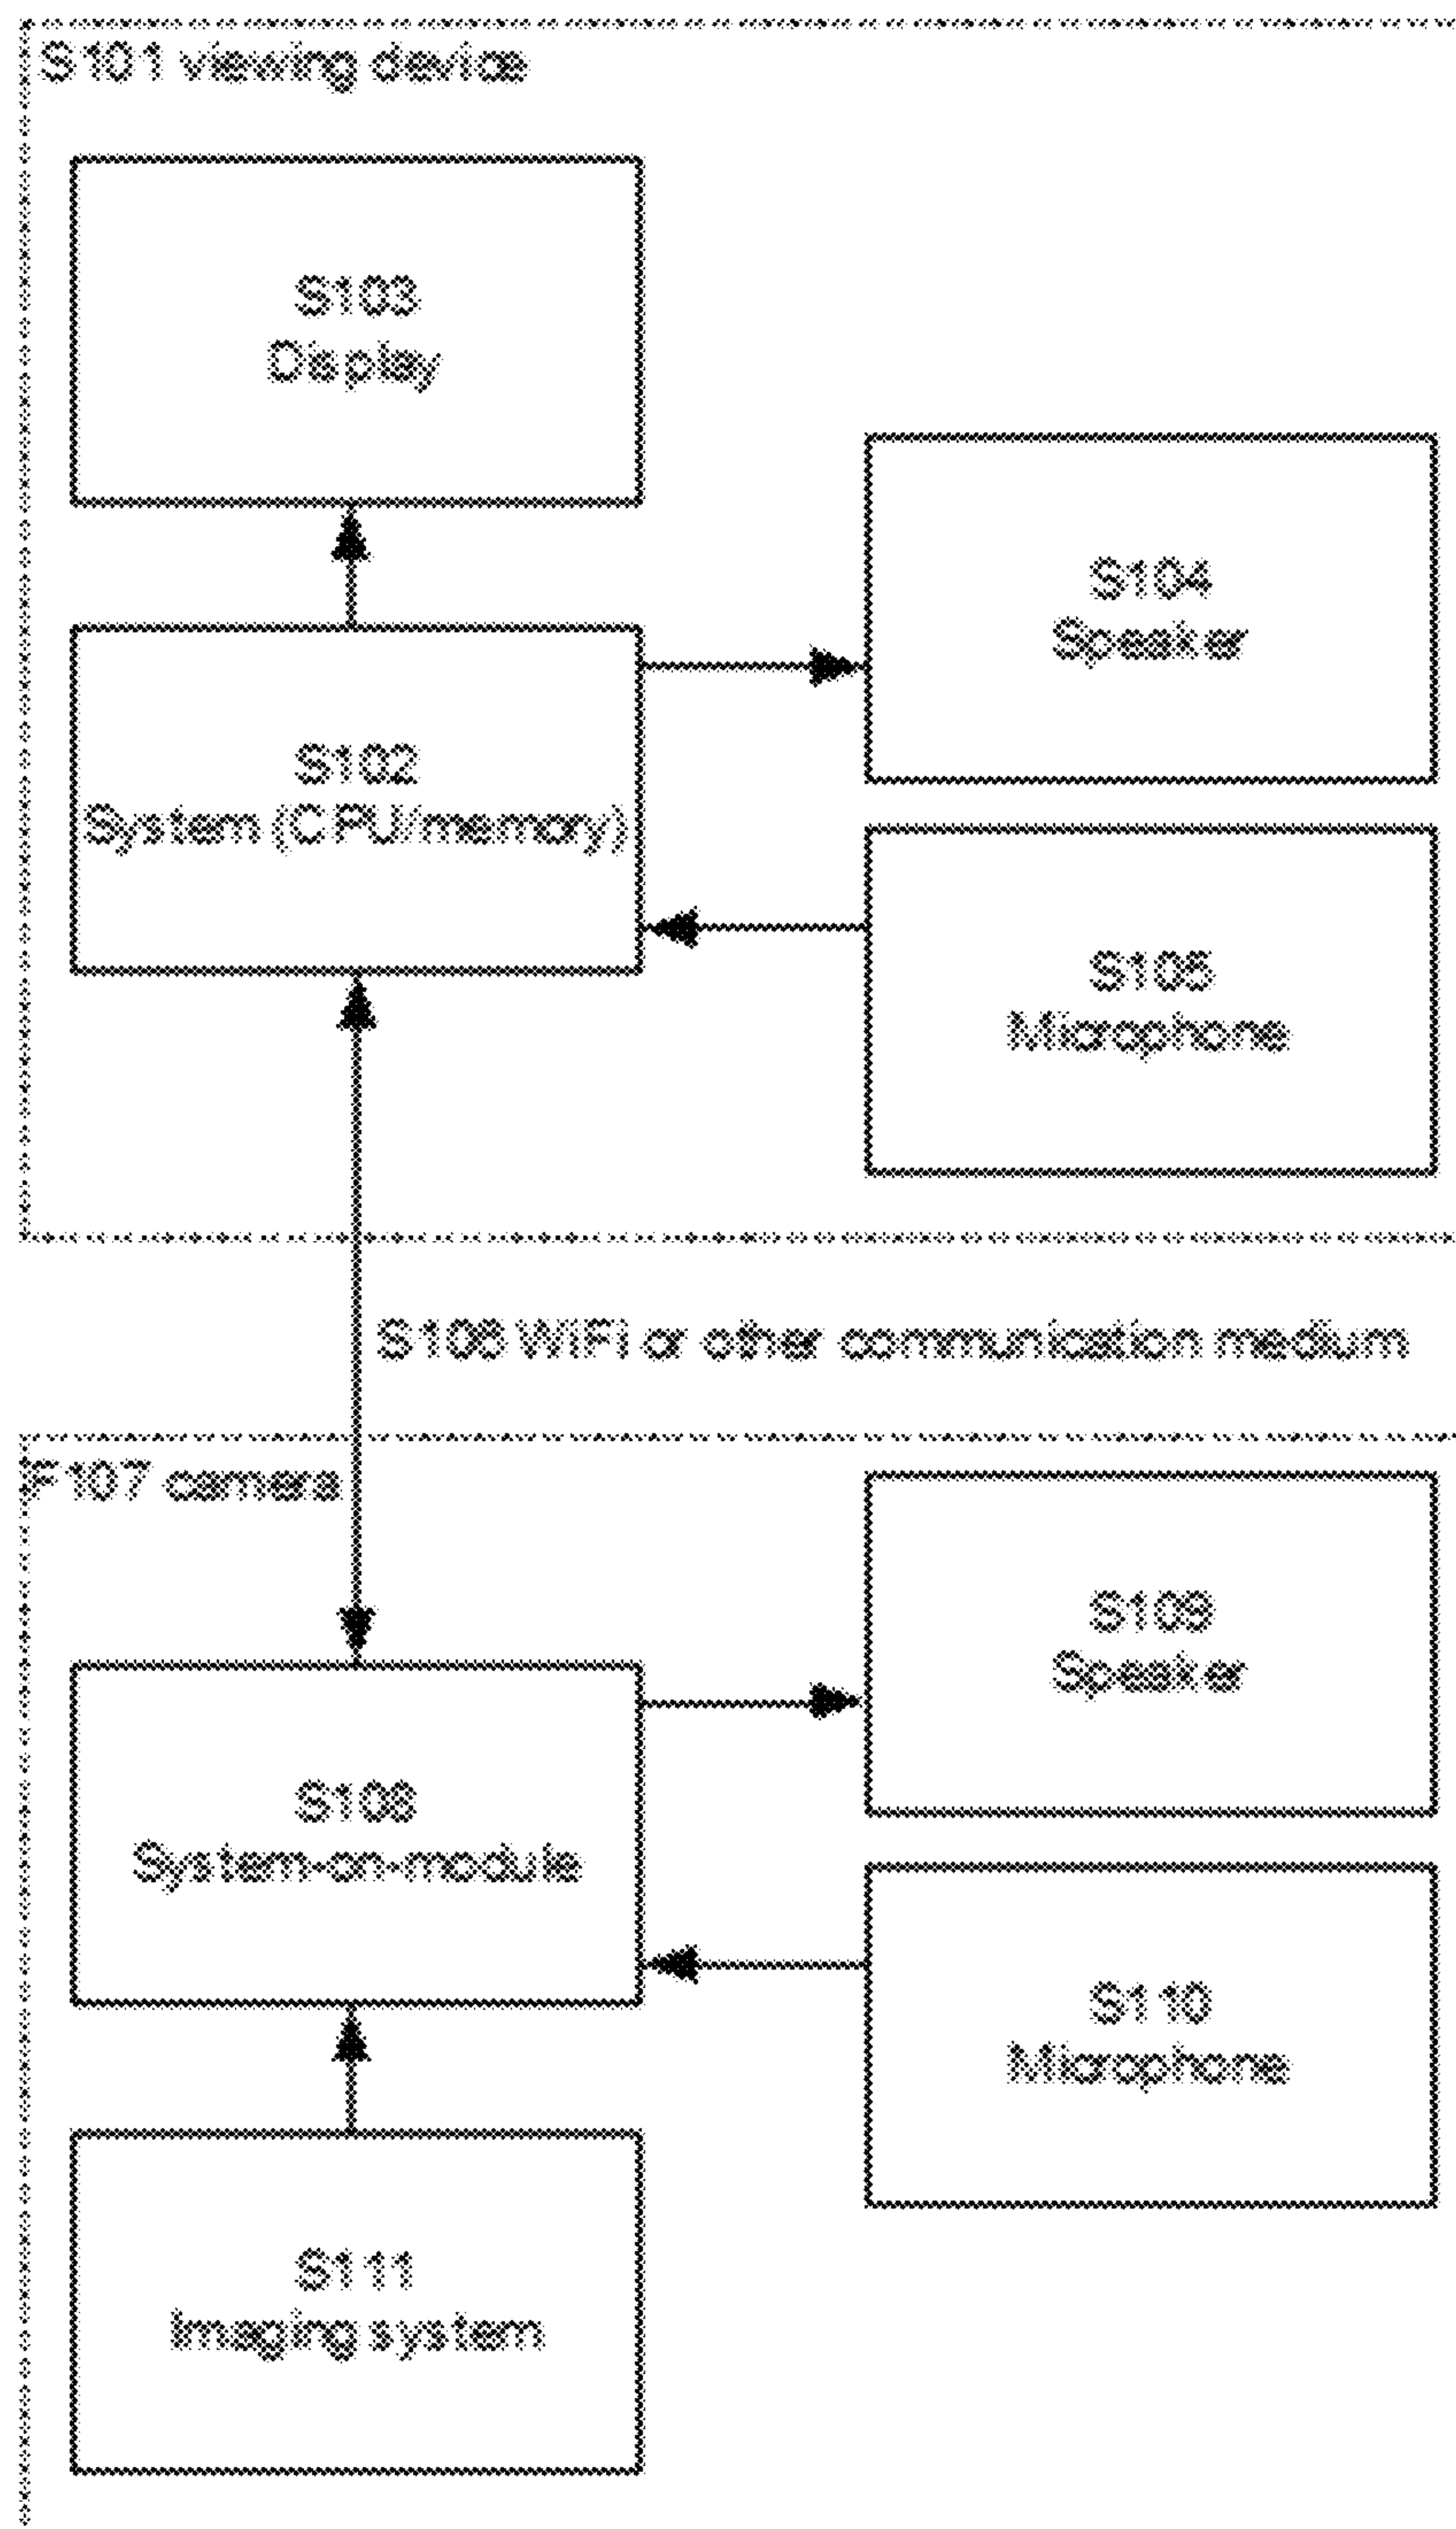 S101 viewing device
S103
Display
S104
Speaker
S102
System (CPU/memory)
S105
Microphone
S106 WiFi or other communication medium
F107 camera
S109
Speaker
S108
System-on-module
S110
Microphone
S111
Imaging system